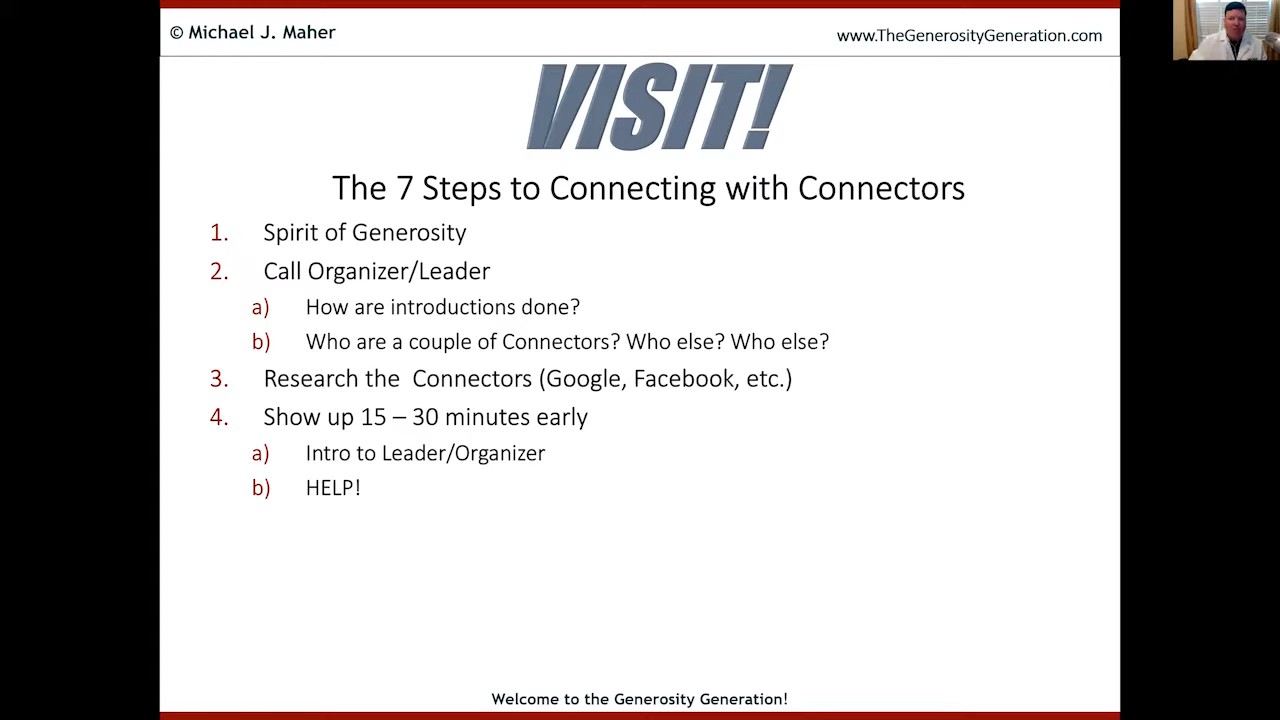 © Michael J. Maher
www.TheGenerosityGeneration.com
VISIT!
The 7 Steps to Connecting with Connectors
1. Spirit of Generosity
2. Call Organizer/Leader
a) How are introductions done?
b) Who are a couple of Connectors? Who else? Who else?
3. Research the Connectors (Google, Facebook, etc.)
4. Show up 15 – 30 minutes early
a) Intro to Leader/Organizer
b) HELP!
Welcome to the Generosity Generation!